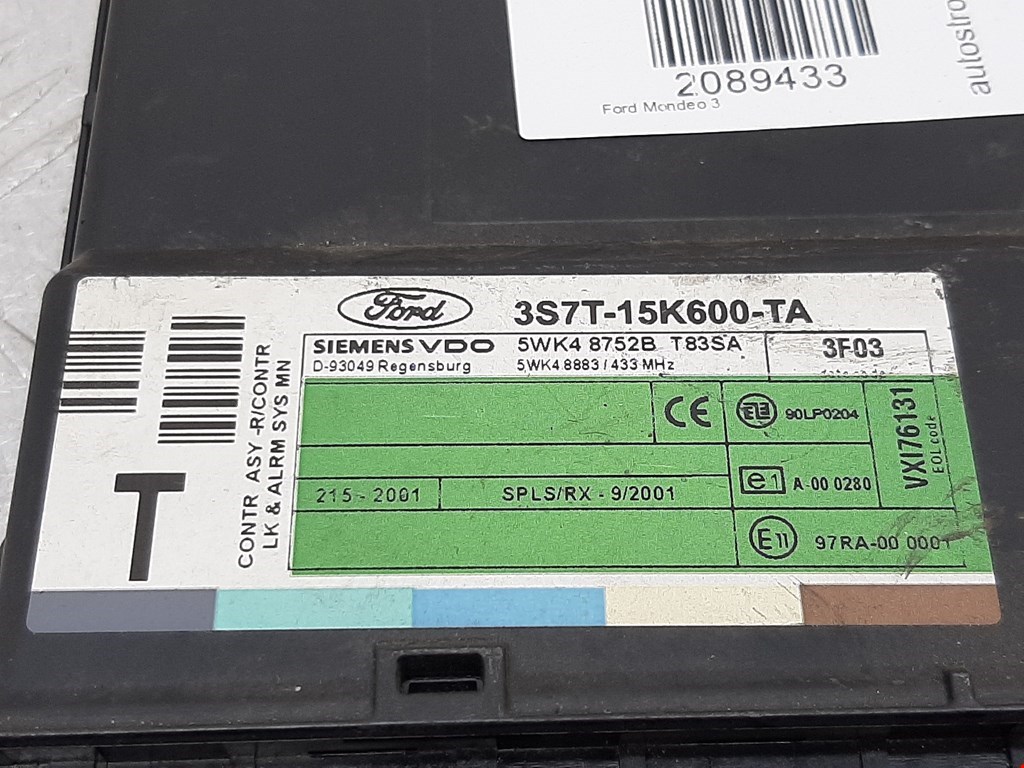 2089433
Ford Mondeo 3
autostro
Ford
3S7T-15K600-TA
SIEMENS VDO
D-93049 Regensburg
5WK4 8752B T83SA
5WK4 8883 / 433 MHz
3F03
date code
CONTR ASY -R/CONTR
LK & ALRM SYS MN
T
CE
90LP0204
VXI76131
EOL code
215 - 2001
SPLS/RX - 9/2001
e1
A-00 0280
E11
97RA-00 0001